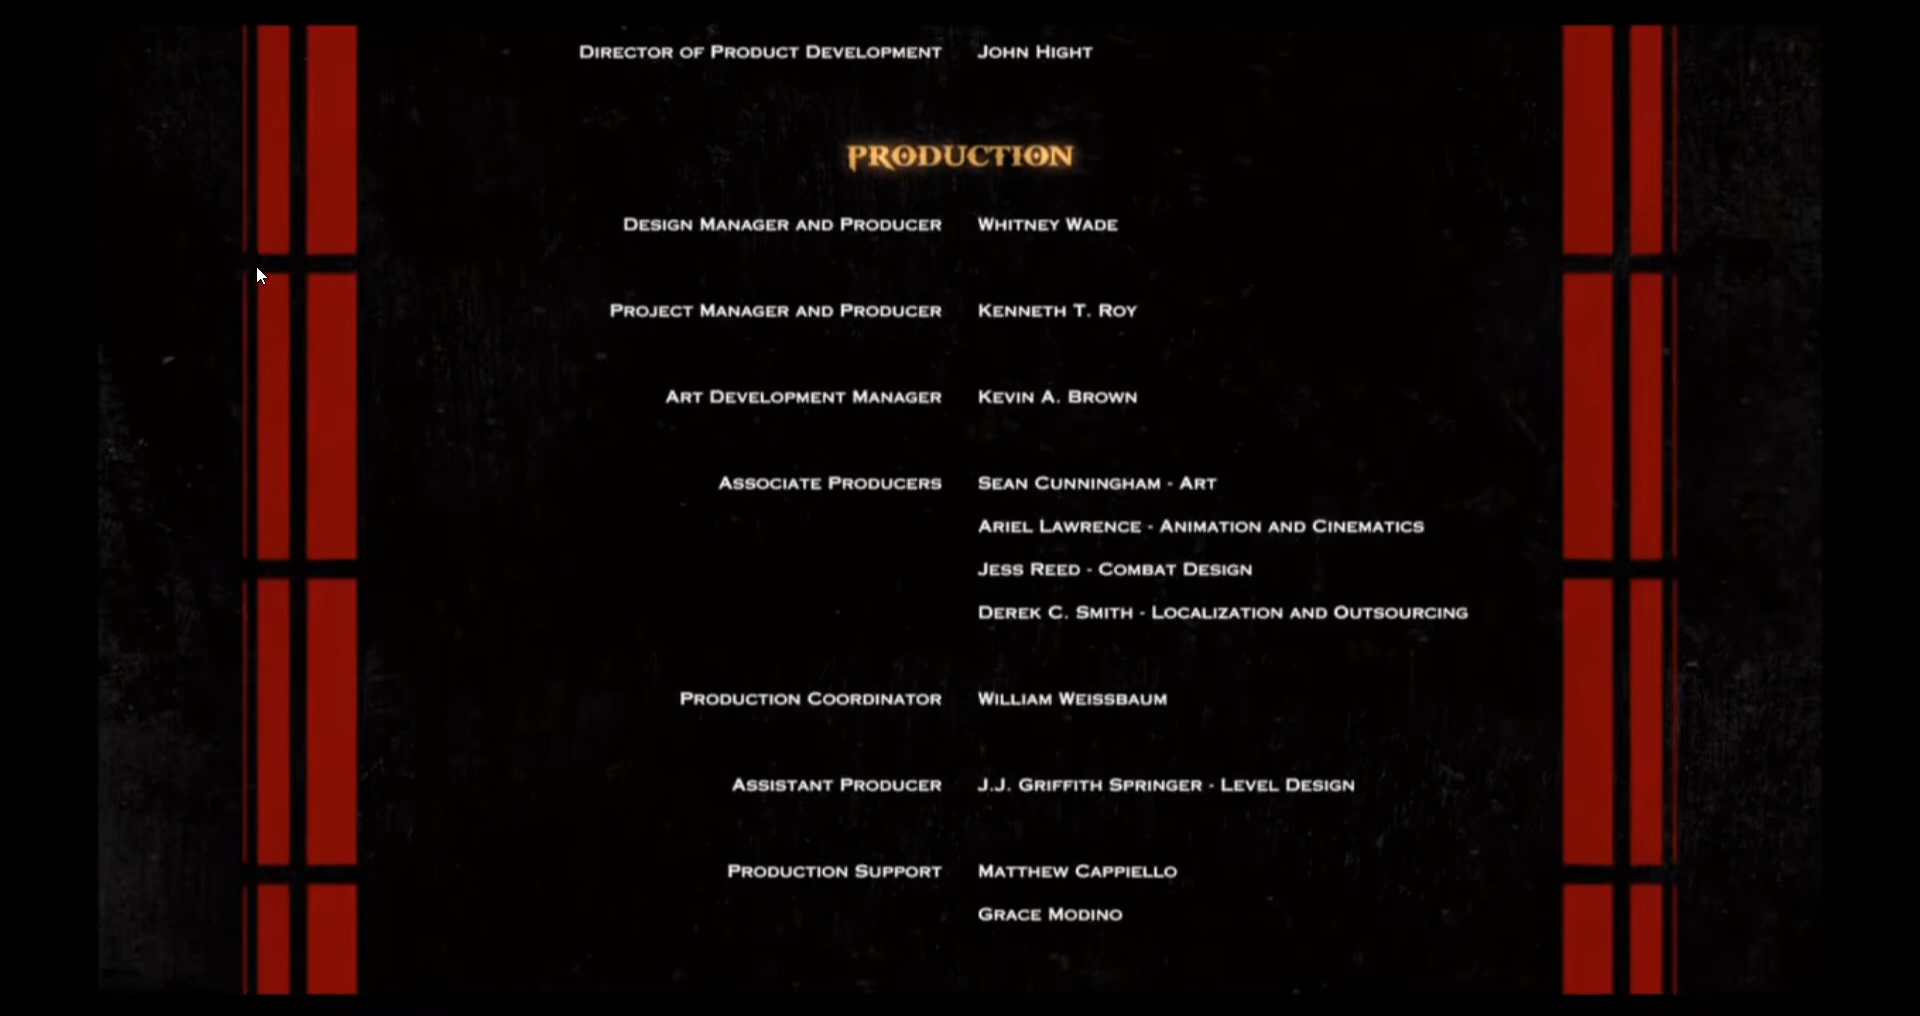 Director of Product Development John Hight
PRODUCTION
Design Manager and Producer Whitney Wade
Project Manager and Producer Kenneth T. Roy
Art Development Manager Kevin A. Brown
Associate Producers Sean Cunningham - Art
Ariel Lawrence - Animation and Cinematics
Jess Reed - Combat Design
Derek C. Smith - Localization and Outsourcing
Production Coordinator William Weissbaum
Assistant Producer J.J. Griffith Springer - Level Design
Production Support Matthew Cappiello
Grace Modino